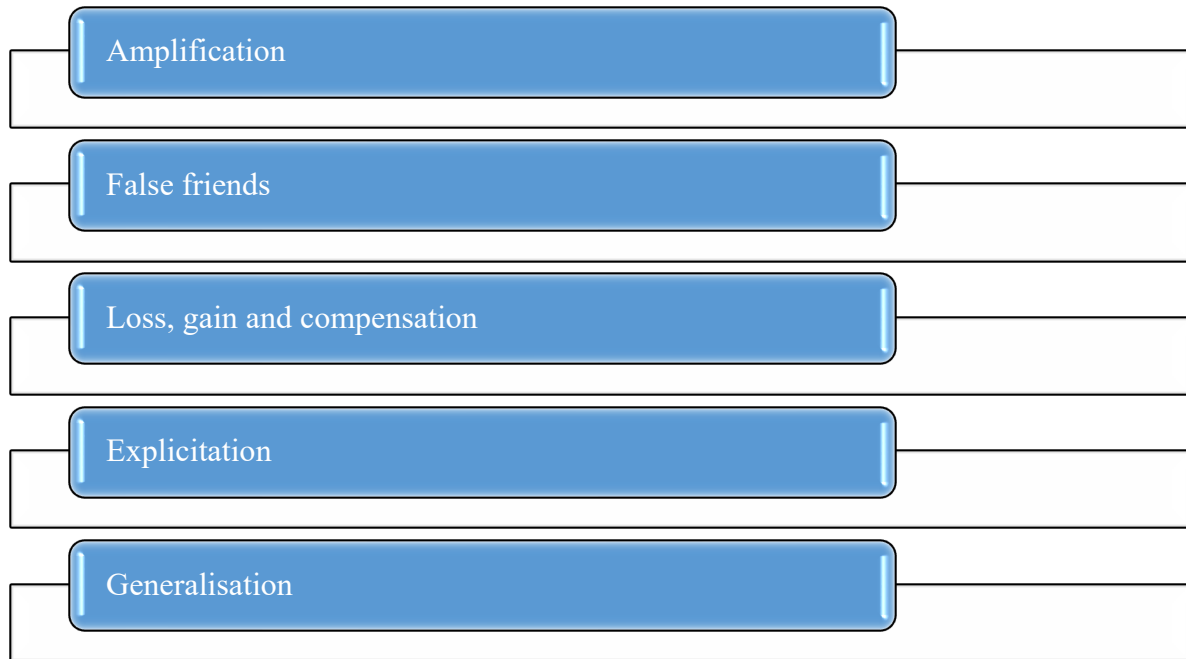 Amplification
False friends
Loss, gain and compensation
Explicitation
Generalisation